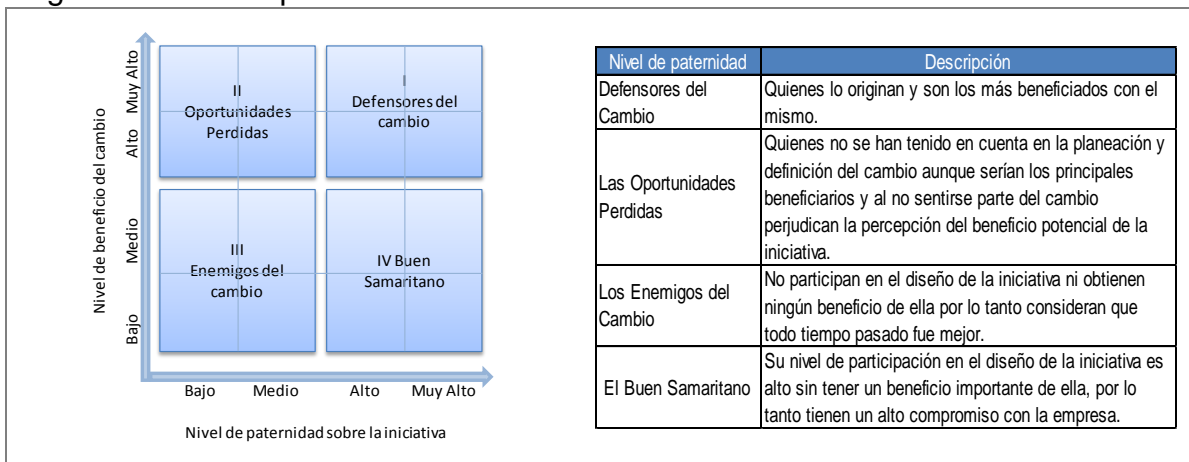 Muy Alto
Alto
Medio
Bajo
Nivel de beneficio del cambio
II
Oportunidades
Perdidas
I
Defensores del
cambio
III
Enemigos del
cambio
IV Buen
Samaritano
Bajo Medio Alto Muy Alto
Nivel de paternidad sobre la iniciativa
Nivel de paternidad Descripción
Defensores del
Cambio
Quienes lo originan y son los más beneficiados con el
mismo.
Las Oportunidades
Perdidas
Quienes no se han tenido en cuenta en la planeación y
definición del cambio aunque serían los principales
beneficiarios y al no sentirse parte del cambio
perjudican la percepción del beneficio potencial de la
iniciativa.
Los Enemigos del
Cambio
No participan en el diseño de la iniciativa ni obtienen
ningún beneficio de ella por lo tanto consideran que
todo tiempo pasado fue mejor.
El Buen Samaritano
Su nivel de participación en el diseño de la iniciativa es
alto sin tener un beneficio importante de ella, por lo
tanto tienen un alto compromiso con la empresa.